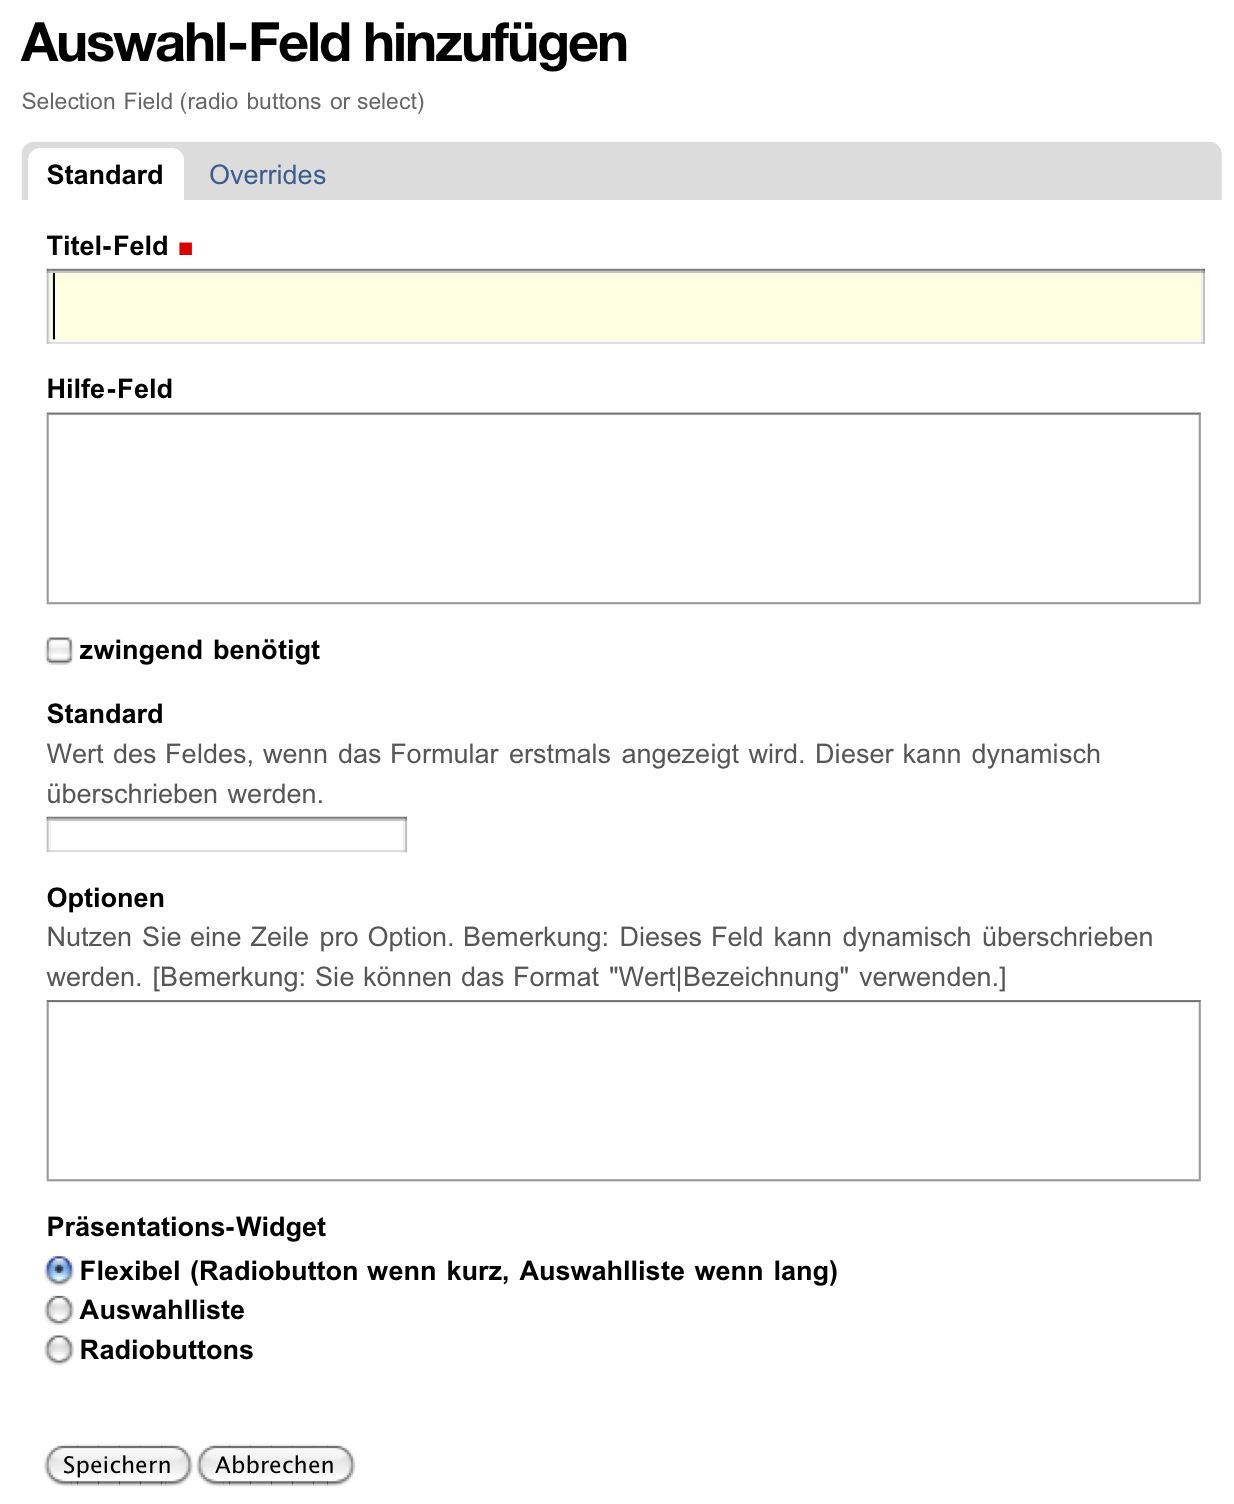 Auswahl-Feld hinzufügen
Selection Field (radio buttons or select)
Standard Overrides
Titel-Feld
Hilfe-Feld
zwingend benötigt
Standard
Wert des Feldes, wenn das Formular erstmals angezeigt wird. Dieser kann dynamisch
überschrieben werden.
Optionen
Nutzen Sie eine Zeile pro Option. Bemerkung: Dieses Feld kann dynamisch überschrieben
werden. [Bemerkung: Sie können das Format "Wert|Bezeichnung" verwenden.]
Präsentations-Widget
Flexibel (Radiobutton wenn kurz, Auswahlliste wenn lang)
Auswahlliste
Radiobuttons
Speichern Abbrechen